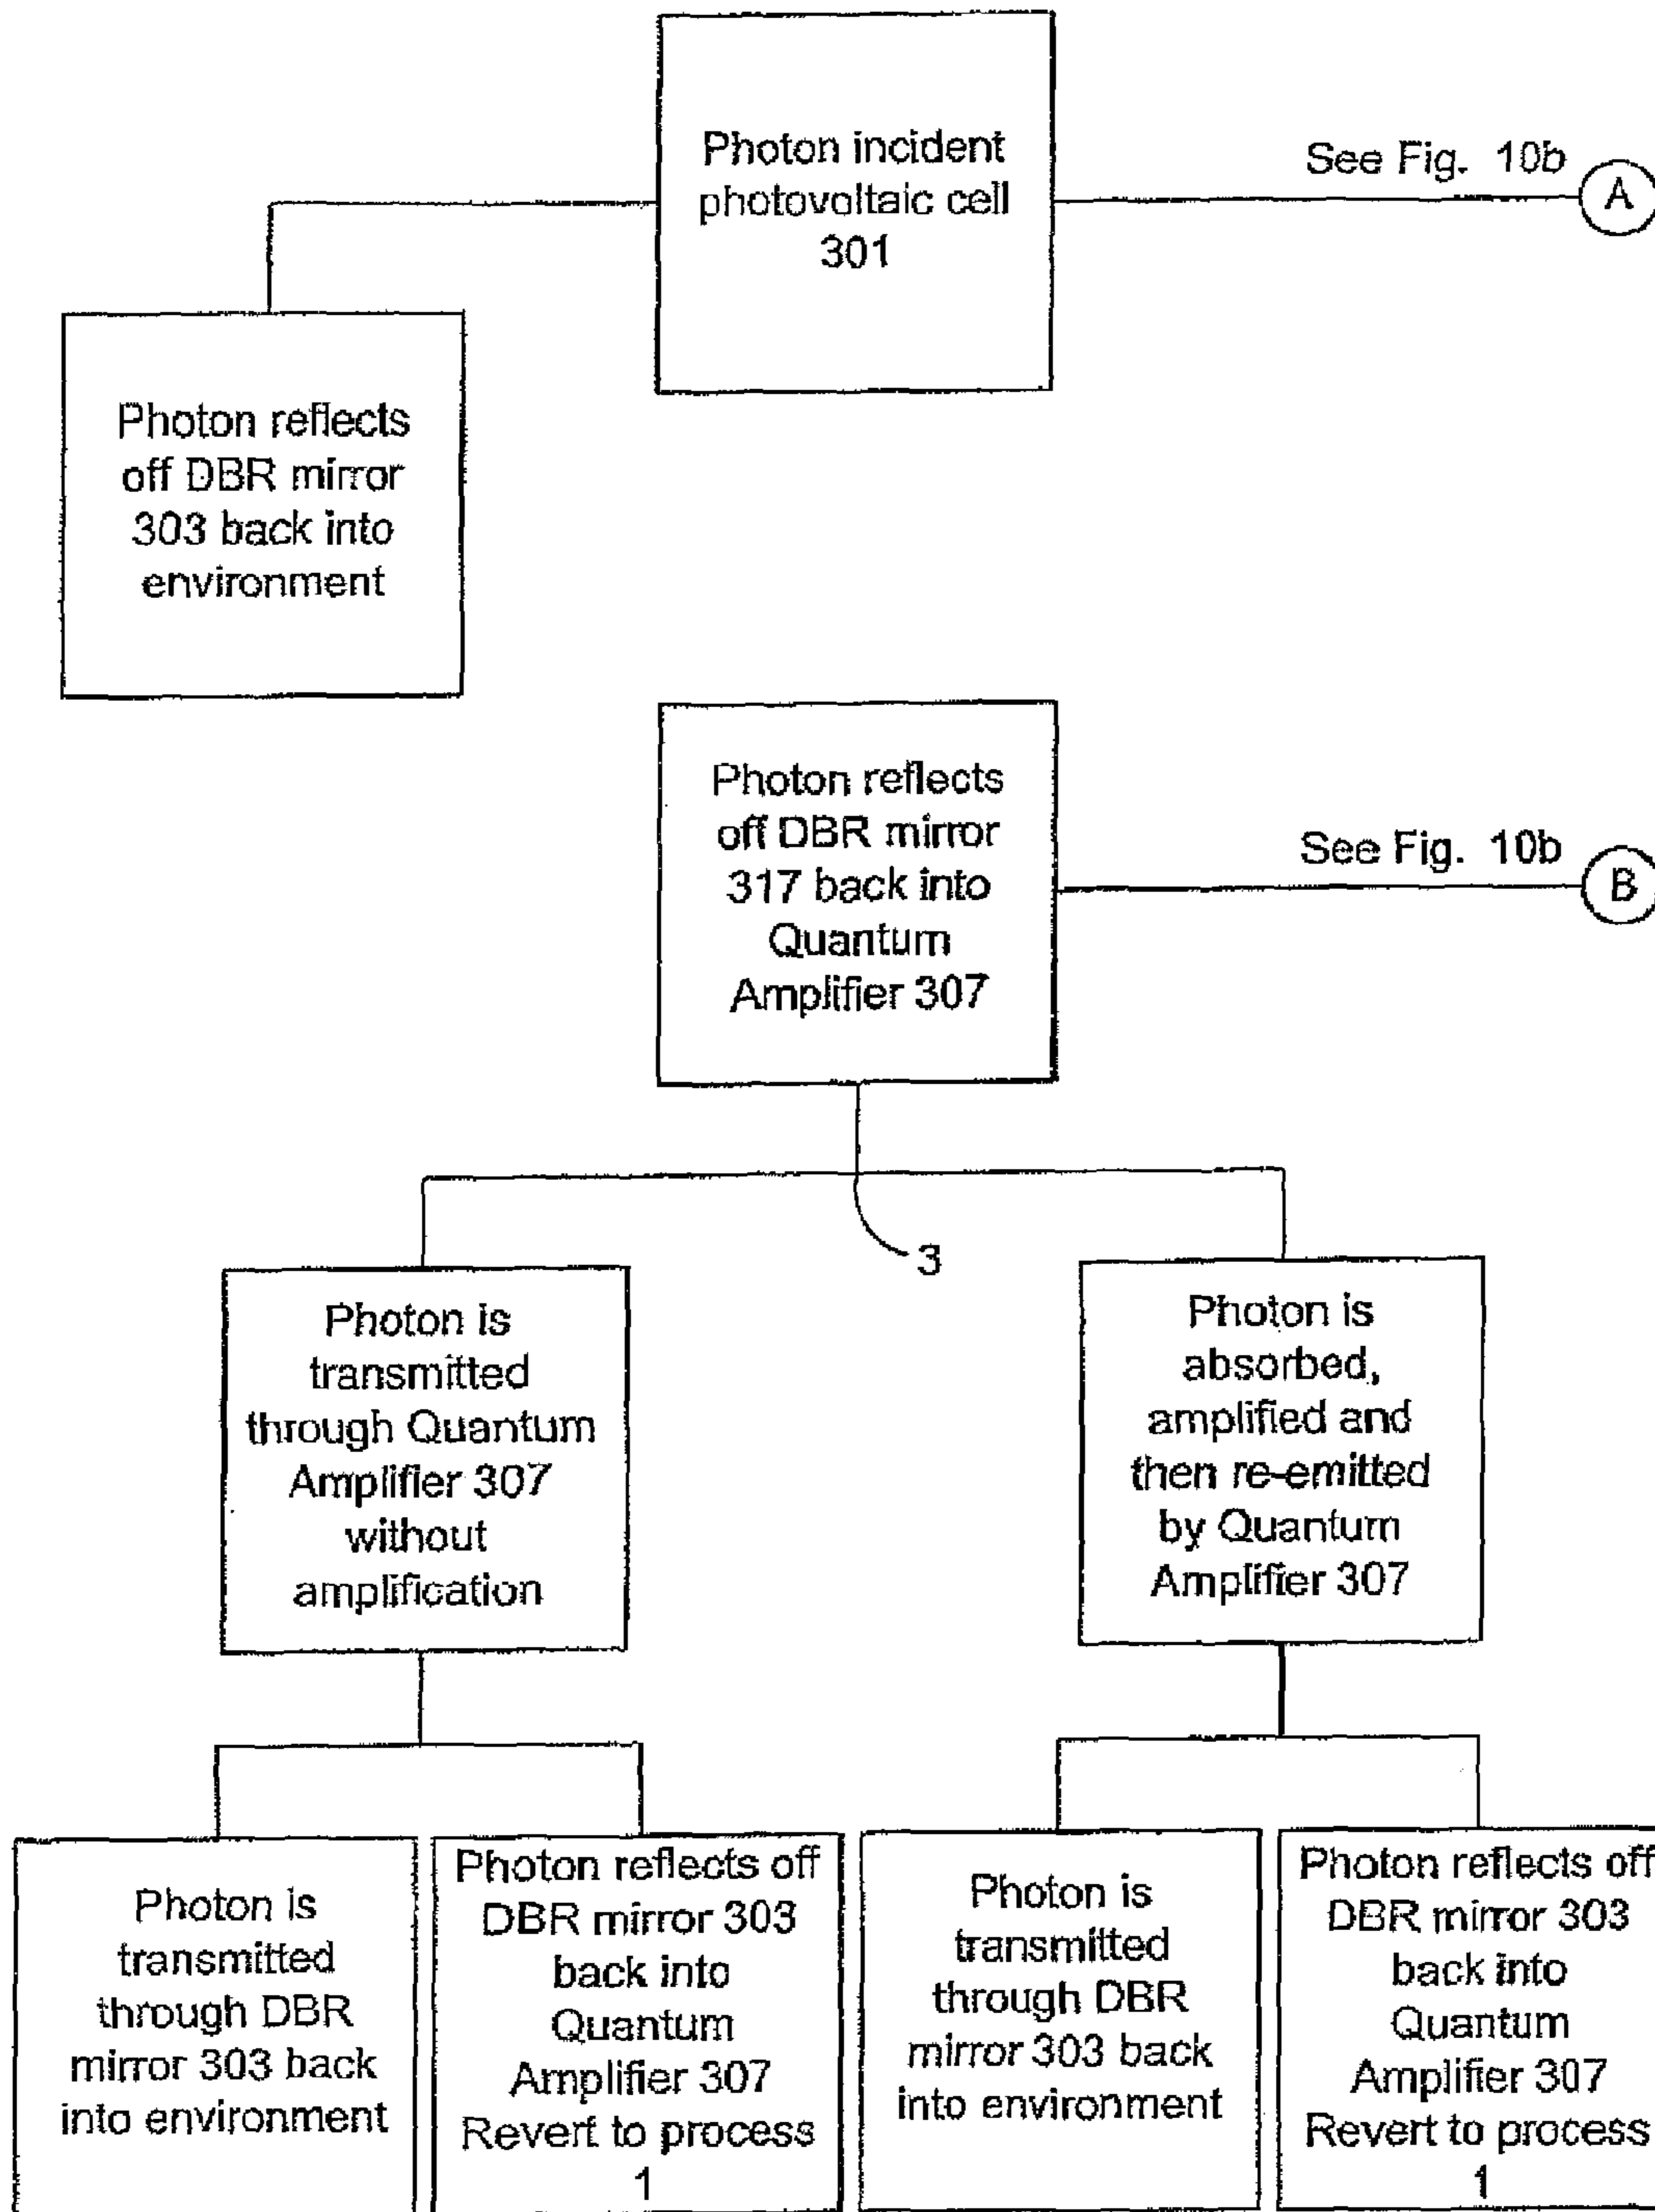 Photon incident
photovoltaic cell
301
See Fig. 10b
A
Photon reflects
off DBR mirror
303 back into
environment
Photon reflects
off DBR mirror
317 back into
Quantum
Amplifier 307
See Fig. 10b
B
3
Photon is
transmitted
through Quantum
Amplifier 307
without
amplification
Photon is
absorbed,
amplified and
then re-emitted
by Quantum
Amplifier 307
Photon is
transmitted
through DBR
mirror 303 back
into environment
Photon reflects off
DBR mirror 303
back into
Quantum
Amplifier 307
Revert to process
1
Photon is
transmitted
through DBR
mirror 303 back
into environment
Photon reflects off
DBR mirror 303
back into
Quantum
Amplifier 307
Revert to process
1